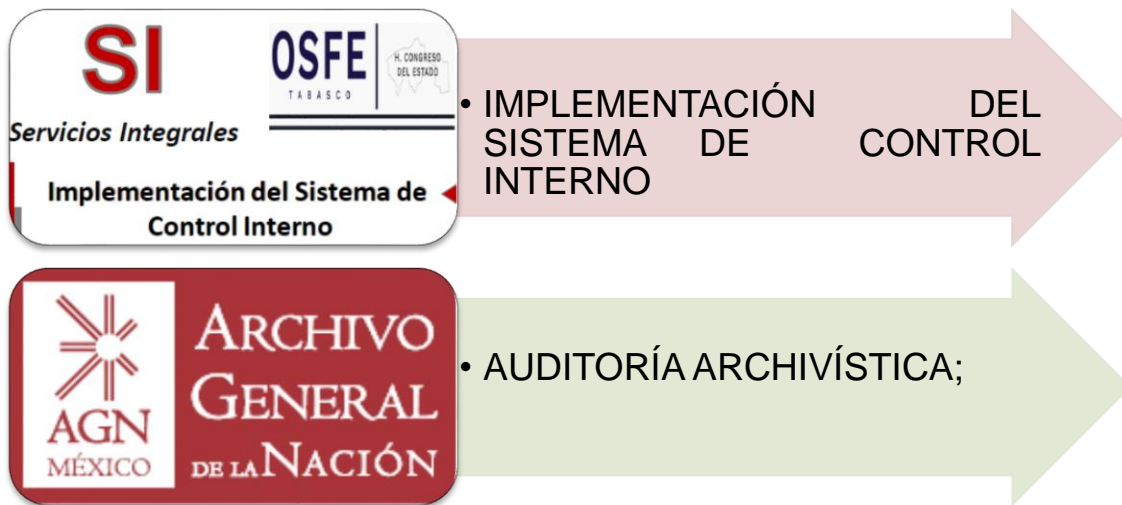 SI
Servicios Integrales
OSFE
TABASCO
H. CONGRESO
DEL ESTADO
Implementación del Sistema de
Control Interno
• IMPLEMENTACIÓN DEL
SISTEMA DE CONTROL
INTERNO
AGN
MÉXICO
ARCHIVO
GENERAL
DE LA NACIÓN
• AUDITORÍA ARCHIVÍSTICA;